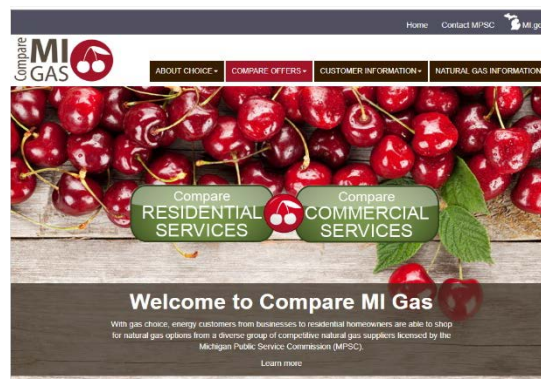 Home Contact MPSC MI.go
Compare
MI
GAS
ABOUT CHOICE COMPARE OFFERS CUSTOMER INFORMATION NATURAL GAS INFORMATION
Compare
RESIDENTIAL
SERVICES
Compare
COMMERCIAL
SERVICES
Welcome to Compare MI Gas
With gas choice, energy customers from businesses to residential homeowners are able to shop
for natural gas options from a diverse group of competitive natural gas suppliers licensed by the
Michigan Public Service Commission (MPSC).
Learn more